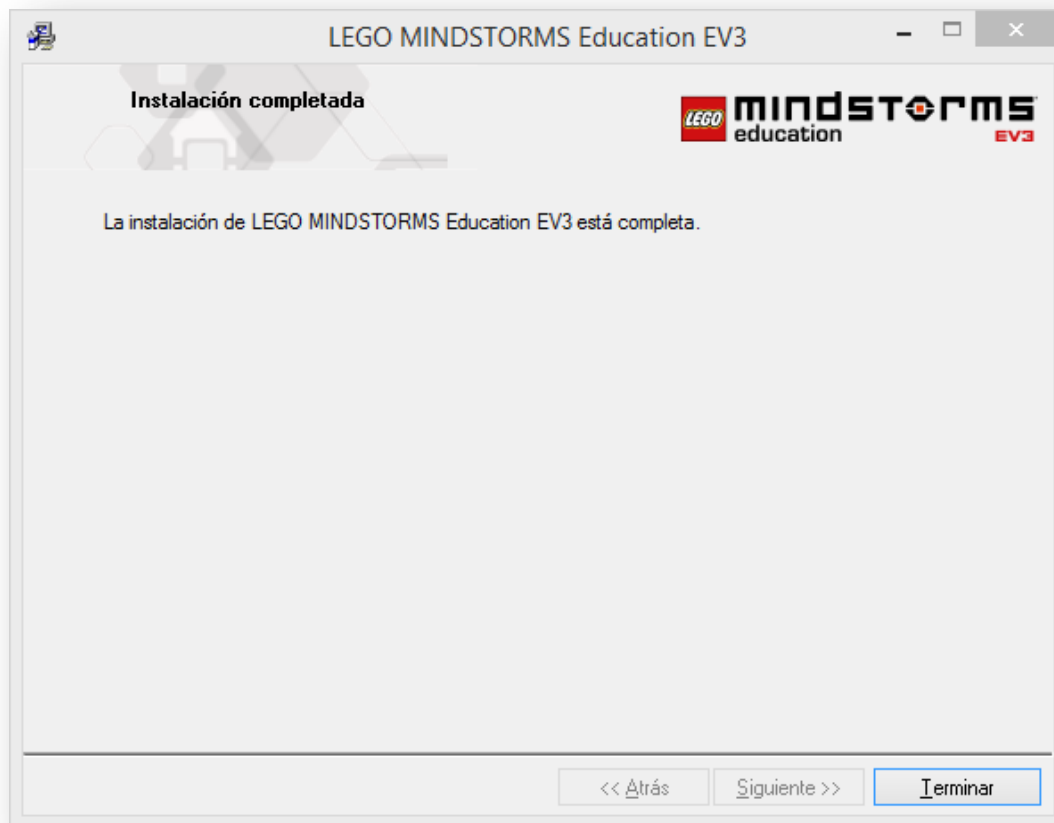 LEGO MINDSTORMS Education EV3
Instalación completada
LEGO mindstorms
education
EV3
La instalación de LEGO MINDSTORMS Education EV3 está completa.
<< Atrás
Siguiente >>
Terminar